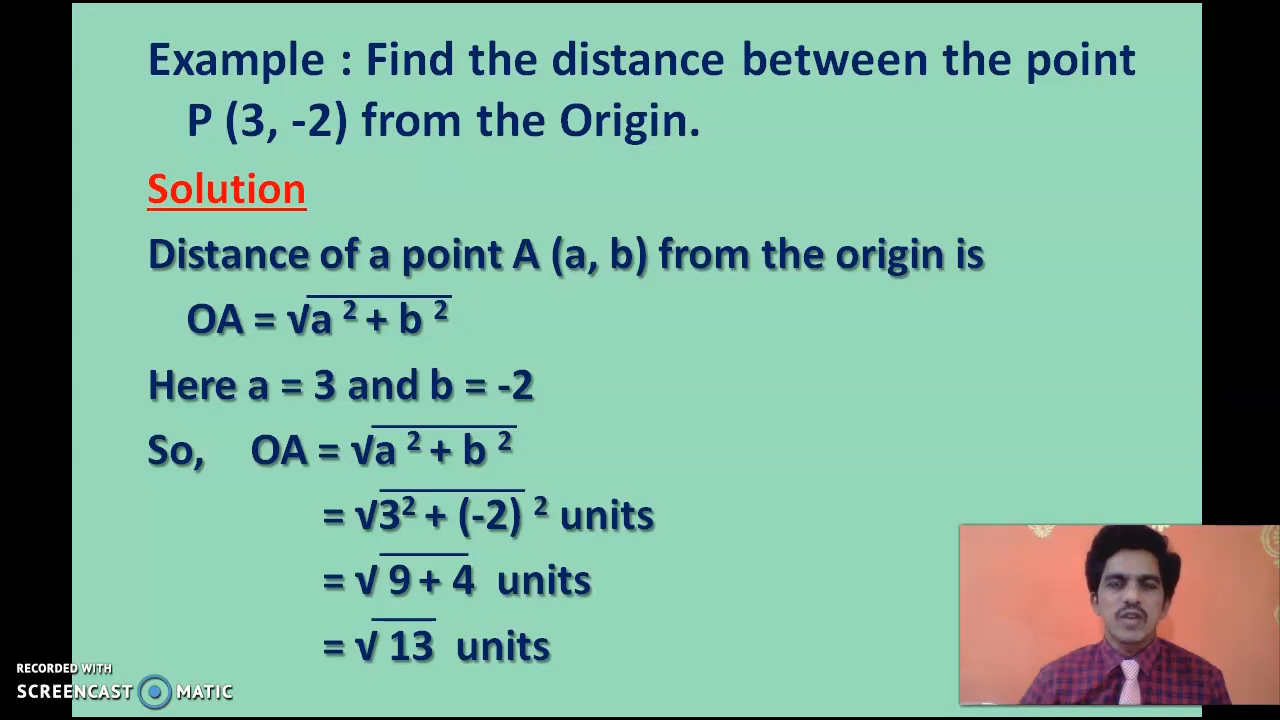 Example : Find the distance between the point
P (3, -2) from the Origin.
Solution
Distance of a point A (a, b) from the origin is
OA = √a ² + b ²
Here a = 3 and b = -2
So, OA = √a ² + b ²
= √3² + (-2) ² units
= √ 9 + 4 units
= √ 13 units
RECORDED WITH
SCREENCAST MATIC